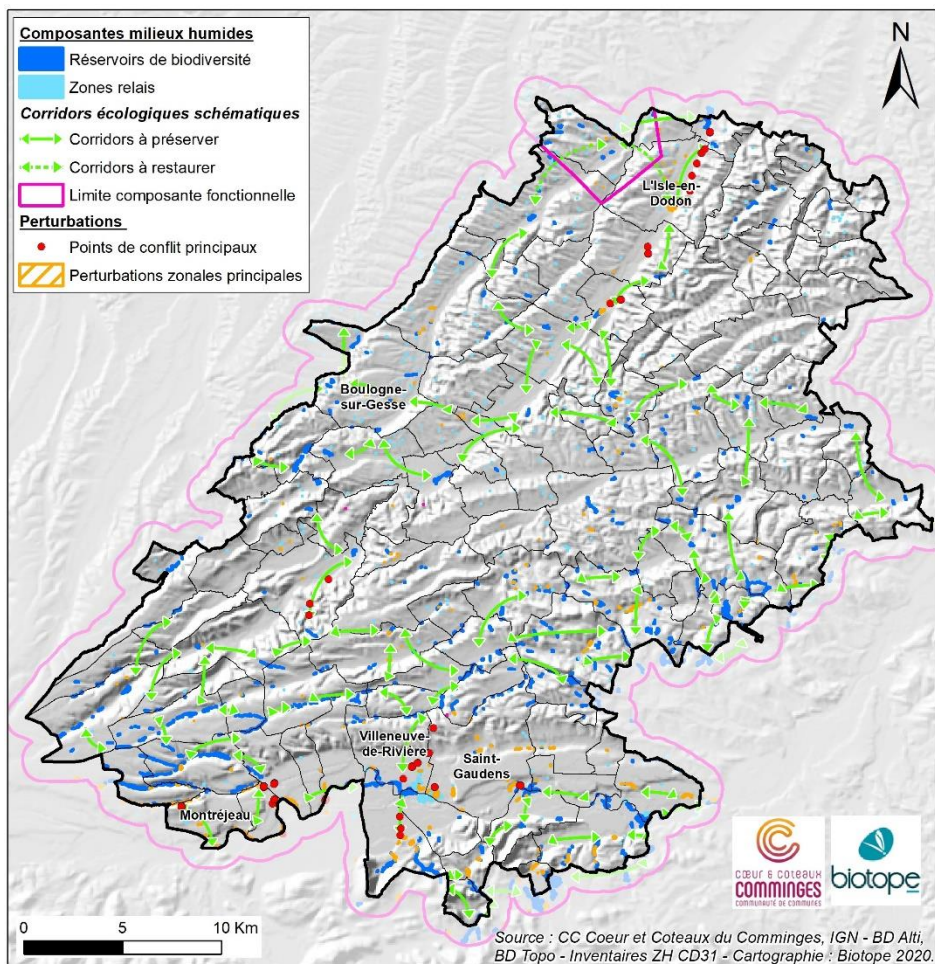 Composantes milieux humides
Réservoirs de biodiversité
Zones relais
Corridors écologiques schématiques
Corridors à préserver
Corridors à restaurer
Limite composante fonctionnelle
Perturbations
Points de conflit principaux
Perturbations zonales principales
N
L'Isle-en-
Dodon
Boulogne-
sur-Gesse
Villeneuve-
de-Rivière
Saint-
Gaudens
Montréjeau
CŒUR & COTEAUX
COMMINGES
COMMUNAUTÉ DE COMMUNES
biotope
0 5 10 Km
Source : CC Coeur et Coteaux du Comminges, IGN - BD Alti,
BD Topo - Inventaires ZH CD31 - Cartographie : Biotope 2020.